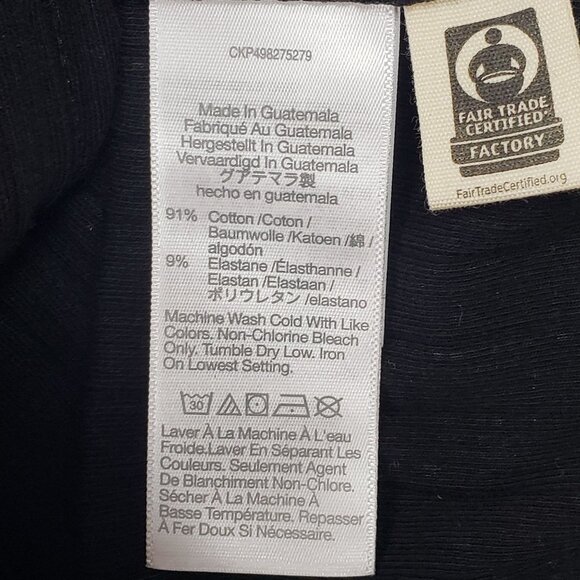 CKP498275279
Made In Guatemala
Fabriqué Au Guatemala
Hergestellt In Guatemala
Vervaardigd In Guatemala
グアテマラ製
hecho en guatemala
91% Cotton /Coton /
Baumwolle /Katoen /綿 /
algodón
9% Elastane /Élasthanne /
Elastan /Elastaan /
ポリウレタン /elastano
Machine Wash Cold With Like
Colors. Non-Chlorine Bleach
Only. Tumble Dry Low. Iron
On Lowest Setting.
30
Laver À La Machine À L'eau
Froide.Laver En Séparant Les
Couleurs. Seulement Agent
De Blanchiment Non-Chlore.
Sécher À La Machine À
Basse Température. Repasser
À Fer Doux Si Désiré.
FAIR TRADE
CERTIFIED
FACTORY
FairTradeCertified.org